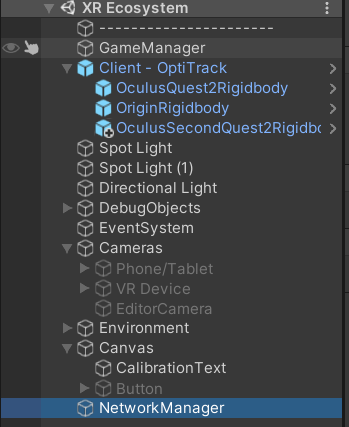 XR Ecosystem
----------------------
GameManager
Client - OptiTrack
OculusQuest2Rigidbody
OriginRigidbody
OculusSecondQuest2Rigidbo
Spot Light
Spot Light (1)
Directional Light
DebugObjects
EventSystem
Cameras
Phone/Tablet
VR Device
EditorCamera
Environment
Canvas
CalibrationText
Button
NetworkManager